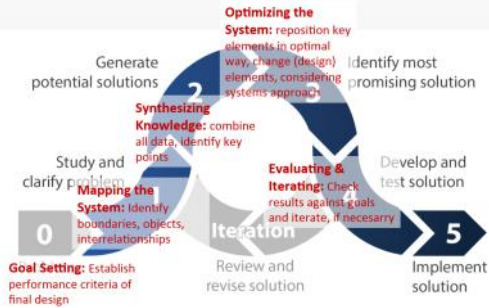 Optimizing the
System: reposition key
elements in optimal
way, change (design)
elements, considering
systems approach
Generate
potential solutions
2
3
Identify most
promising solution
Synthesizing
Knowledge: combine
all data, identify key
points
Study and
clarify problem
1
Mapping the
System: Identify
boundaries, objects,
interrelationships
Evaluating &
Iterating: Check
results against goals
and iterate, if necesarry
4
Develop and
test solution
0
Iteration
5
Goal Setting: Establish
performance criteria of
final design
Review and
revise solution
Implement
solution